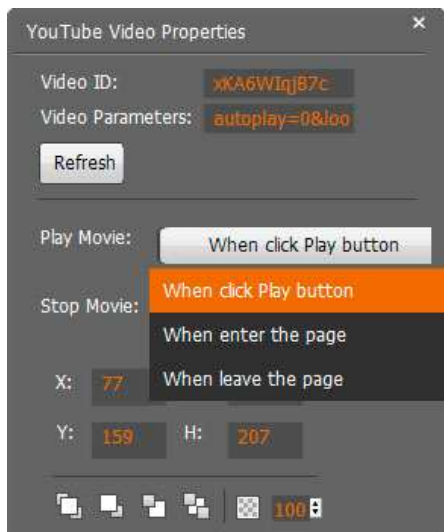 YouTube Video Properties
Video ID: xKA6WIqjB7c
Video Parameters: autoplay=0&loo
Refresh
Play Movie: When click Play button
When click Play button
Stop Movie:
When enter the page
When leave the page
X: 77
Y: 159 H: 207
100